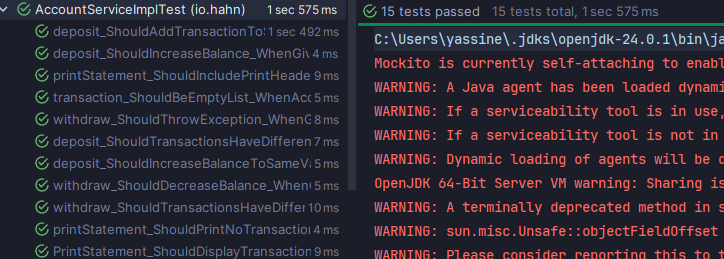 AccountServiceImplTest (io.hahn) 1 sec 575 ms
deposit_ShouldAddTransactionToS 1 sec 492 ms
deposit_ShouldIncreaseBalance_WhenGiv 4 ms
printStatement_ShouldIncludePrintHeade 9 ms
transaction_ShouldBeEmptyList_WhenAcc 5 ms
withdraw_ShouldThrowException_WhenG 8 ms
deposit_ShouldTransactionsHaveDifferen 7 ms
deposit_ShouldIncreaseBalanceToSameVa 5 ms
withdraw_ShouldDecreaseBalance_When 5 ms
withdraw_ShouldTransactionsHaveDiffer 10 ms
printStatement_ShouldPrintNoTransaction 4 ms
PrintStatement_ShouldDisplayTransaction 9 ms
15 tests passed 15 tests total, 1 sec 575 ms
C:\Users\yassine\.jdks\openjdk-24.0.1\bin\ja
Mockito is currently self-attaching to enabl
WARNING: A Java agent has been loaded dynami
WARNING: If a serviceability tool is in use,
WARNING: If a serviceability tool is not in
WARNING: Dynamic loading of agents will be d
OpenJDK 64-Bit Server VM warning: Sharing is
WARNING: A terminally deprecated method in s
WARNING: sun.misc.Unsafe::objectFieldOffset
WARNING: Please consider reporting this to t